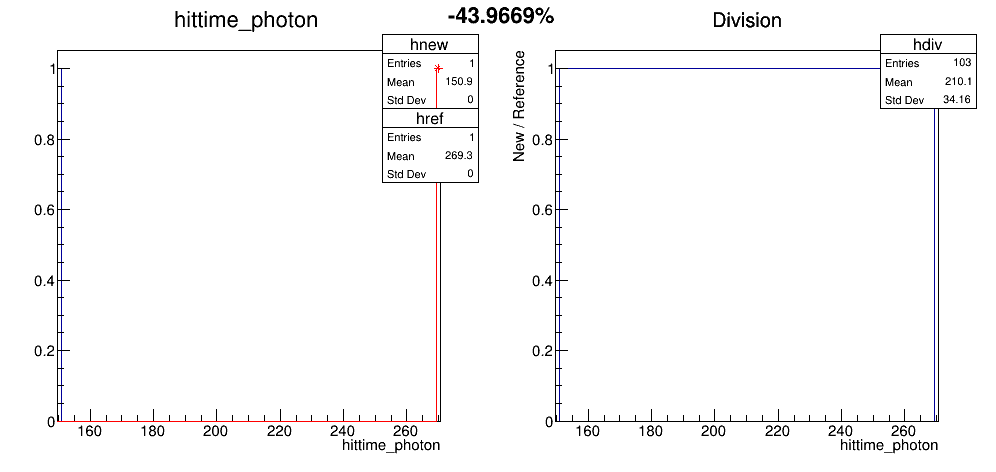 -43.9669%
hittime_photon
hnew
Entries 1
Mean 150.9
Std Dev 0
href
Entries 1
Mean 269.3
Std Dev 0
1
0.8
0.6
0.4
0.2
0
160 180 200 220 240 260
hittime_photon
Division
hdiv
Entries 103
Mean 210.1
Std Dev 34.16
New / Reference
1
0.8
0.6
0.4
0.2
0
160 180 200 220 240 260
hittime_photon